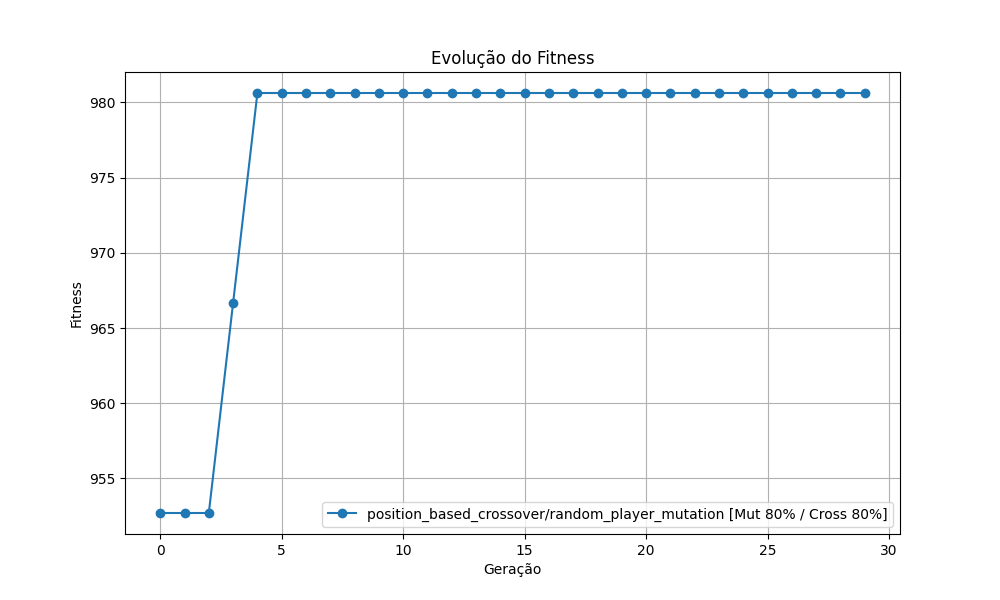 Evolução do Fitness
Fitness
980
975
970
965
960
955
position_based_crossover/random_player_mutation [Mut 80% / Cross 80%]
0 5 10 15 20 25 30
Geração